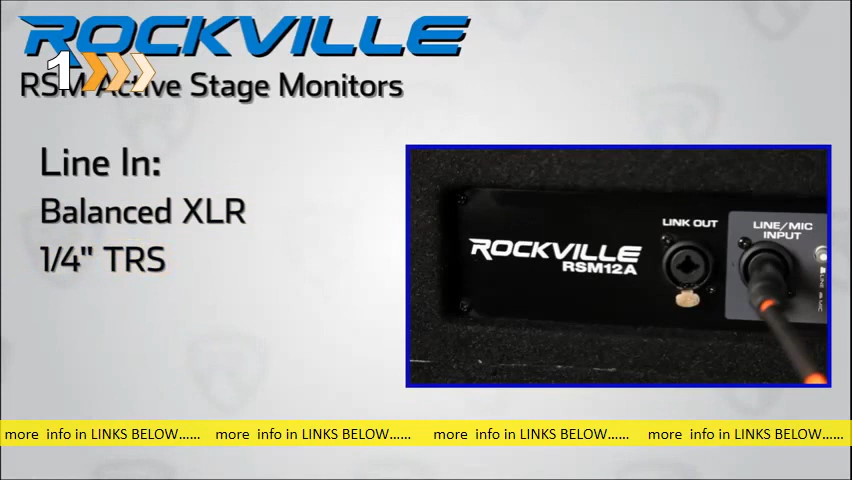 ROCKVILLE
1
RSM Active Stage Monitors
Line In:
Balanced XLR
1/4" TRS
LINK OUT
LINE/MIC
INPUT
ROCKVILLE
RSM12A
LINE
MIC
more info in LINKS BELOW...... more info in LINKS BELOW...... more info in LINKS BELOW...... more info in LINKS BELOW......